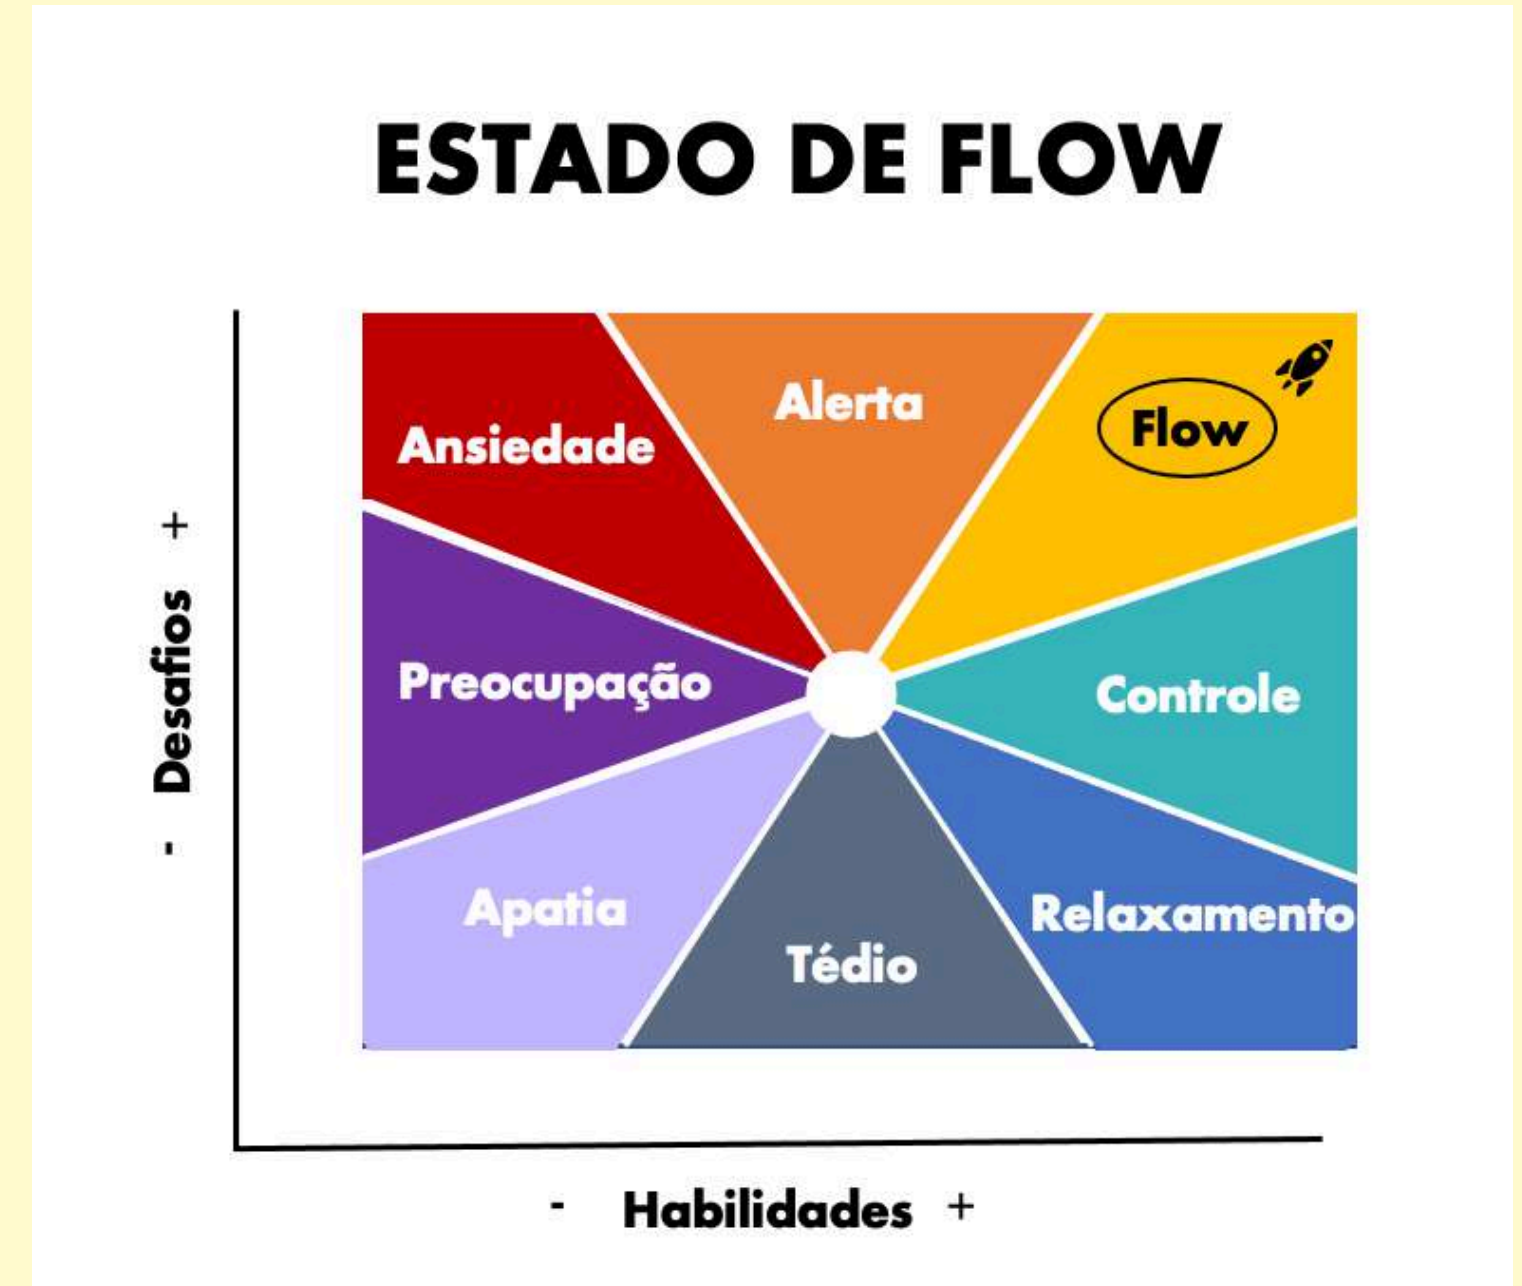 ESTADO DE FLOW
Alerta
Flow
Ansiedade
Preocupação
Controle
Apatia
Relaxamento
Tédio
- Desafios +
- Habilidades +